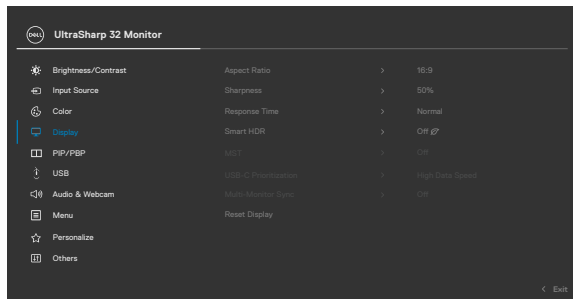 DELL UltraSharp 32 Monitor
Brightness/Contrast Aspect Ratio > 16:9
Input Source Sharpness > 50%
Color Response Time > Normal
Display Smart HDR > Off
PIP/PBP MST > Off
USB USB-C Prioritization > High Data Speed
Audio & Webcam Multi-Monitor Sync > Off
Menu Reset Display
Personalize
Others
< Exit